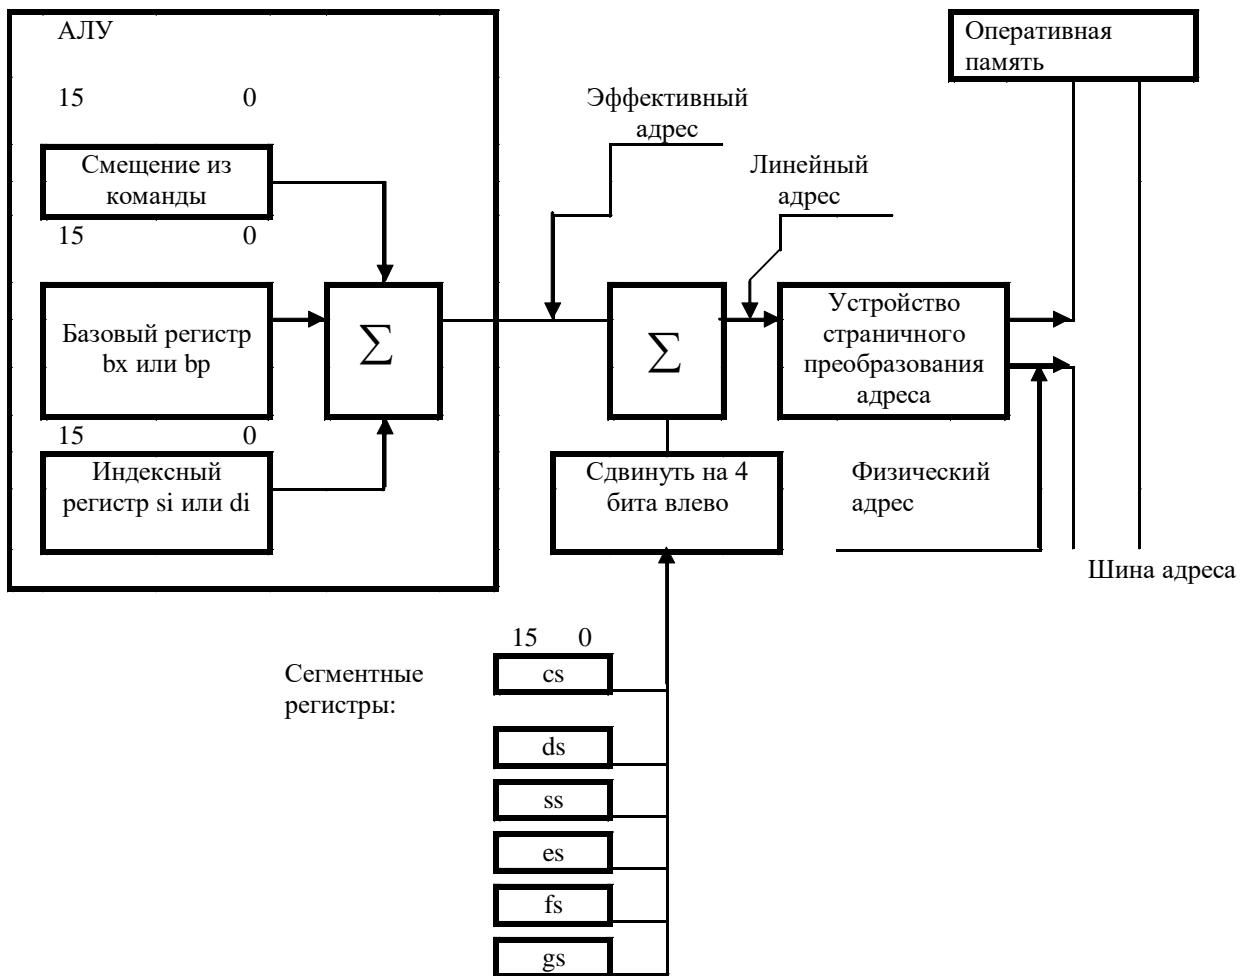 АЛУ
15 0
Смещение из
команды
15 0
Базовый регистр
bx или bp
15 0
Индексный
регистр si или di
∑
Эффективный
адрес
∑
Линейный
адрес
Устройство
страничного
преобразования
адреса
Оперативная
память
Сдвинуть на 4
бита влево
Физический
адрес
Шина адреса
Сегментные
регистры:
15 0
cs
ds
ss
es
fs
gs